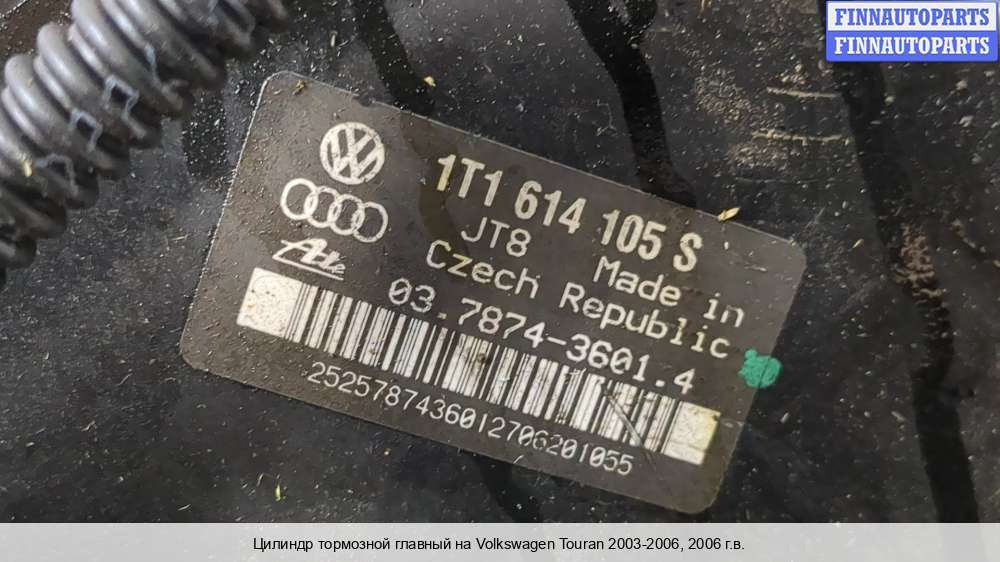 FINNAUTOPARTS
FINNAUTOPARTS
1T1 614 105 S
JT8 Made in
Czech Republic
Ate
03.7874-3601.4
2525787436012706201055
Цилиндр тормозной главный на Volkswagen Touran 2003-2006, 2006 г.в.